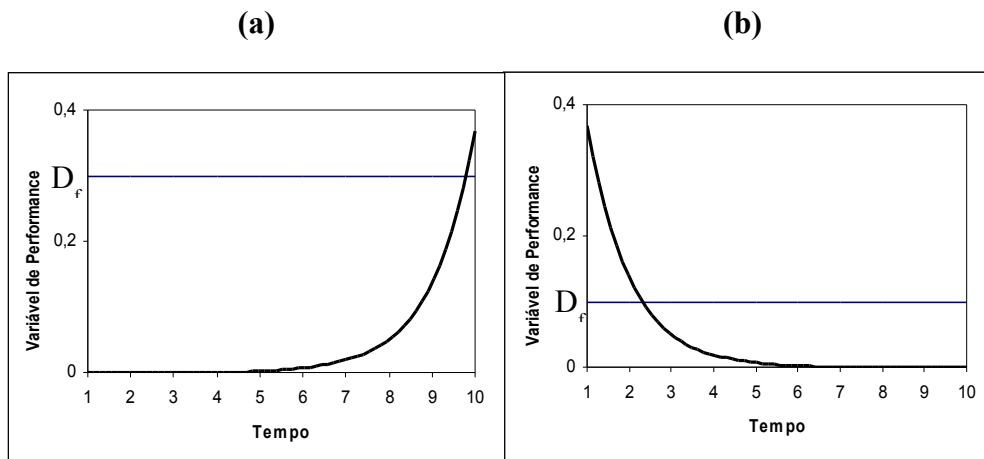 (a)
(b)
0,4
D_f
0,2
0
Variável de Performance
1 2 3 4 5 6 7 8 9 10
Tempo
0,4
0,2
D_f
0
Variável de Performance
1 2 3 4 5 6 7 8 9 10
Tempo